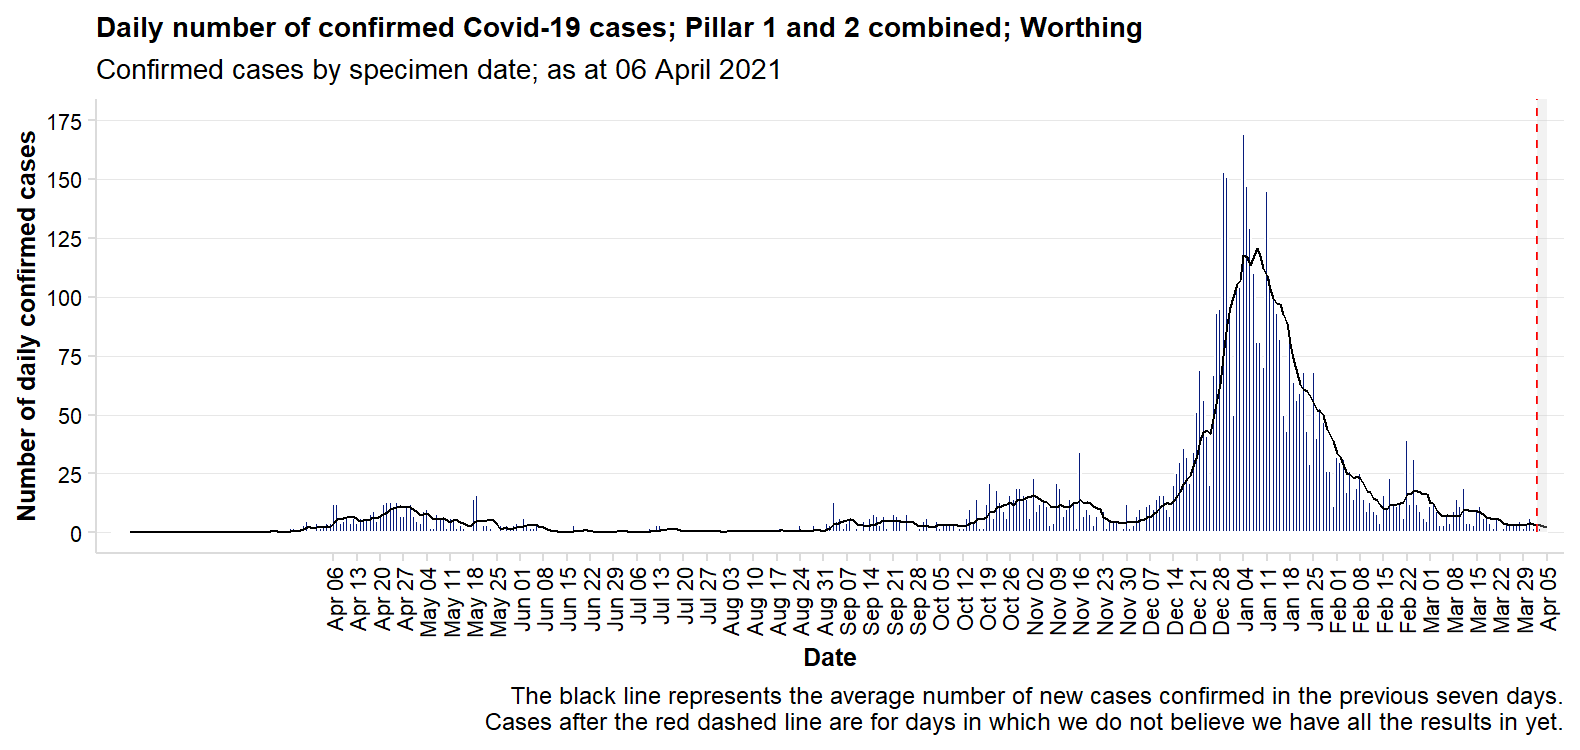 Daily number of confirmed Covid-19 cases; Pillar 1 and 2 combined; Worthing
Confirmed cases by specimen date; as at 06 April 2021
Number of daily confirmed cases
175
150
125
100
75
50
25
0
Apr 06
Apr 13
Apr 20
Apr 27
May 04
May 11
May 18
May 25
Jun 01
Jun 08
Jun 15
Jun 22
Jun 29
Jul 06
Jul 13
Jul 20
Jul 27
Aug 03
Aug 10
Aug 17
Aug 24
Aug 31
Sep 07
Sep 14
Sep 21
Sep 28
Oct 05
Oct 12
Oct 19
Oct 26
Nov 02
Nov 09
Nov 16
Nov 23
Nov 30
Dec 07
Dec 14
Dec 21
Dec 28
Jan 04
Jan 11
Jan 18
Jan 25
Feb 01
Feb 08
Feb 15
Feb 22
Mar 01
Mar 08
Mar 15
Mar 22
Mar 29
Apr 05
Date
The black line represents the average number of new cases confirmed in the previous seven days.
Cases after the red dashed line are for days in which we do not believe we have all the results in yet.